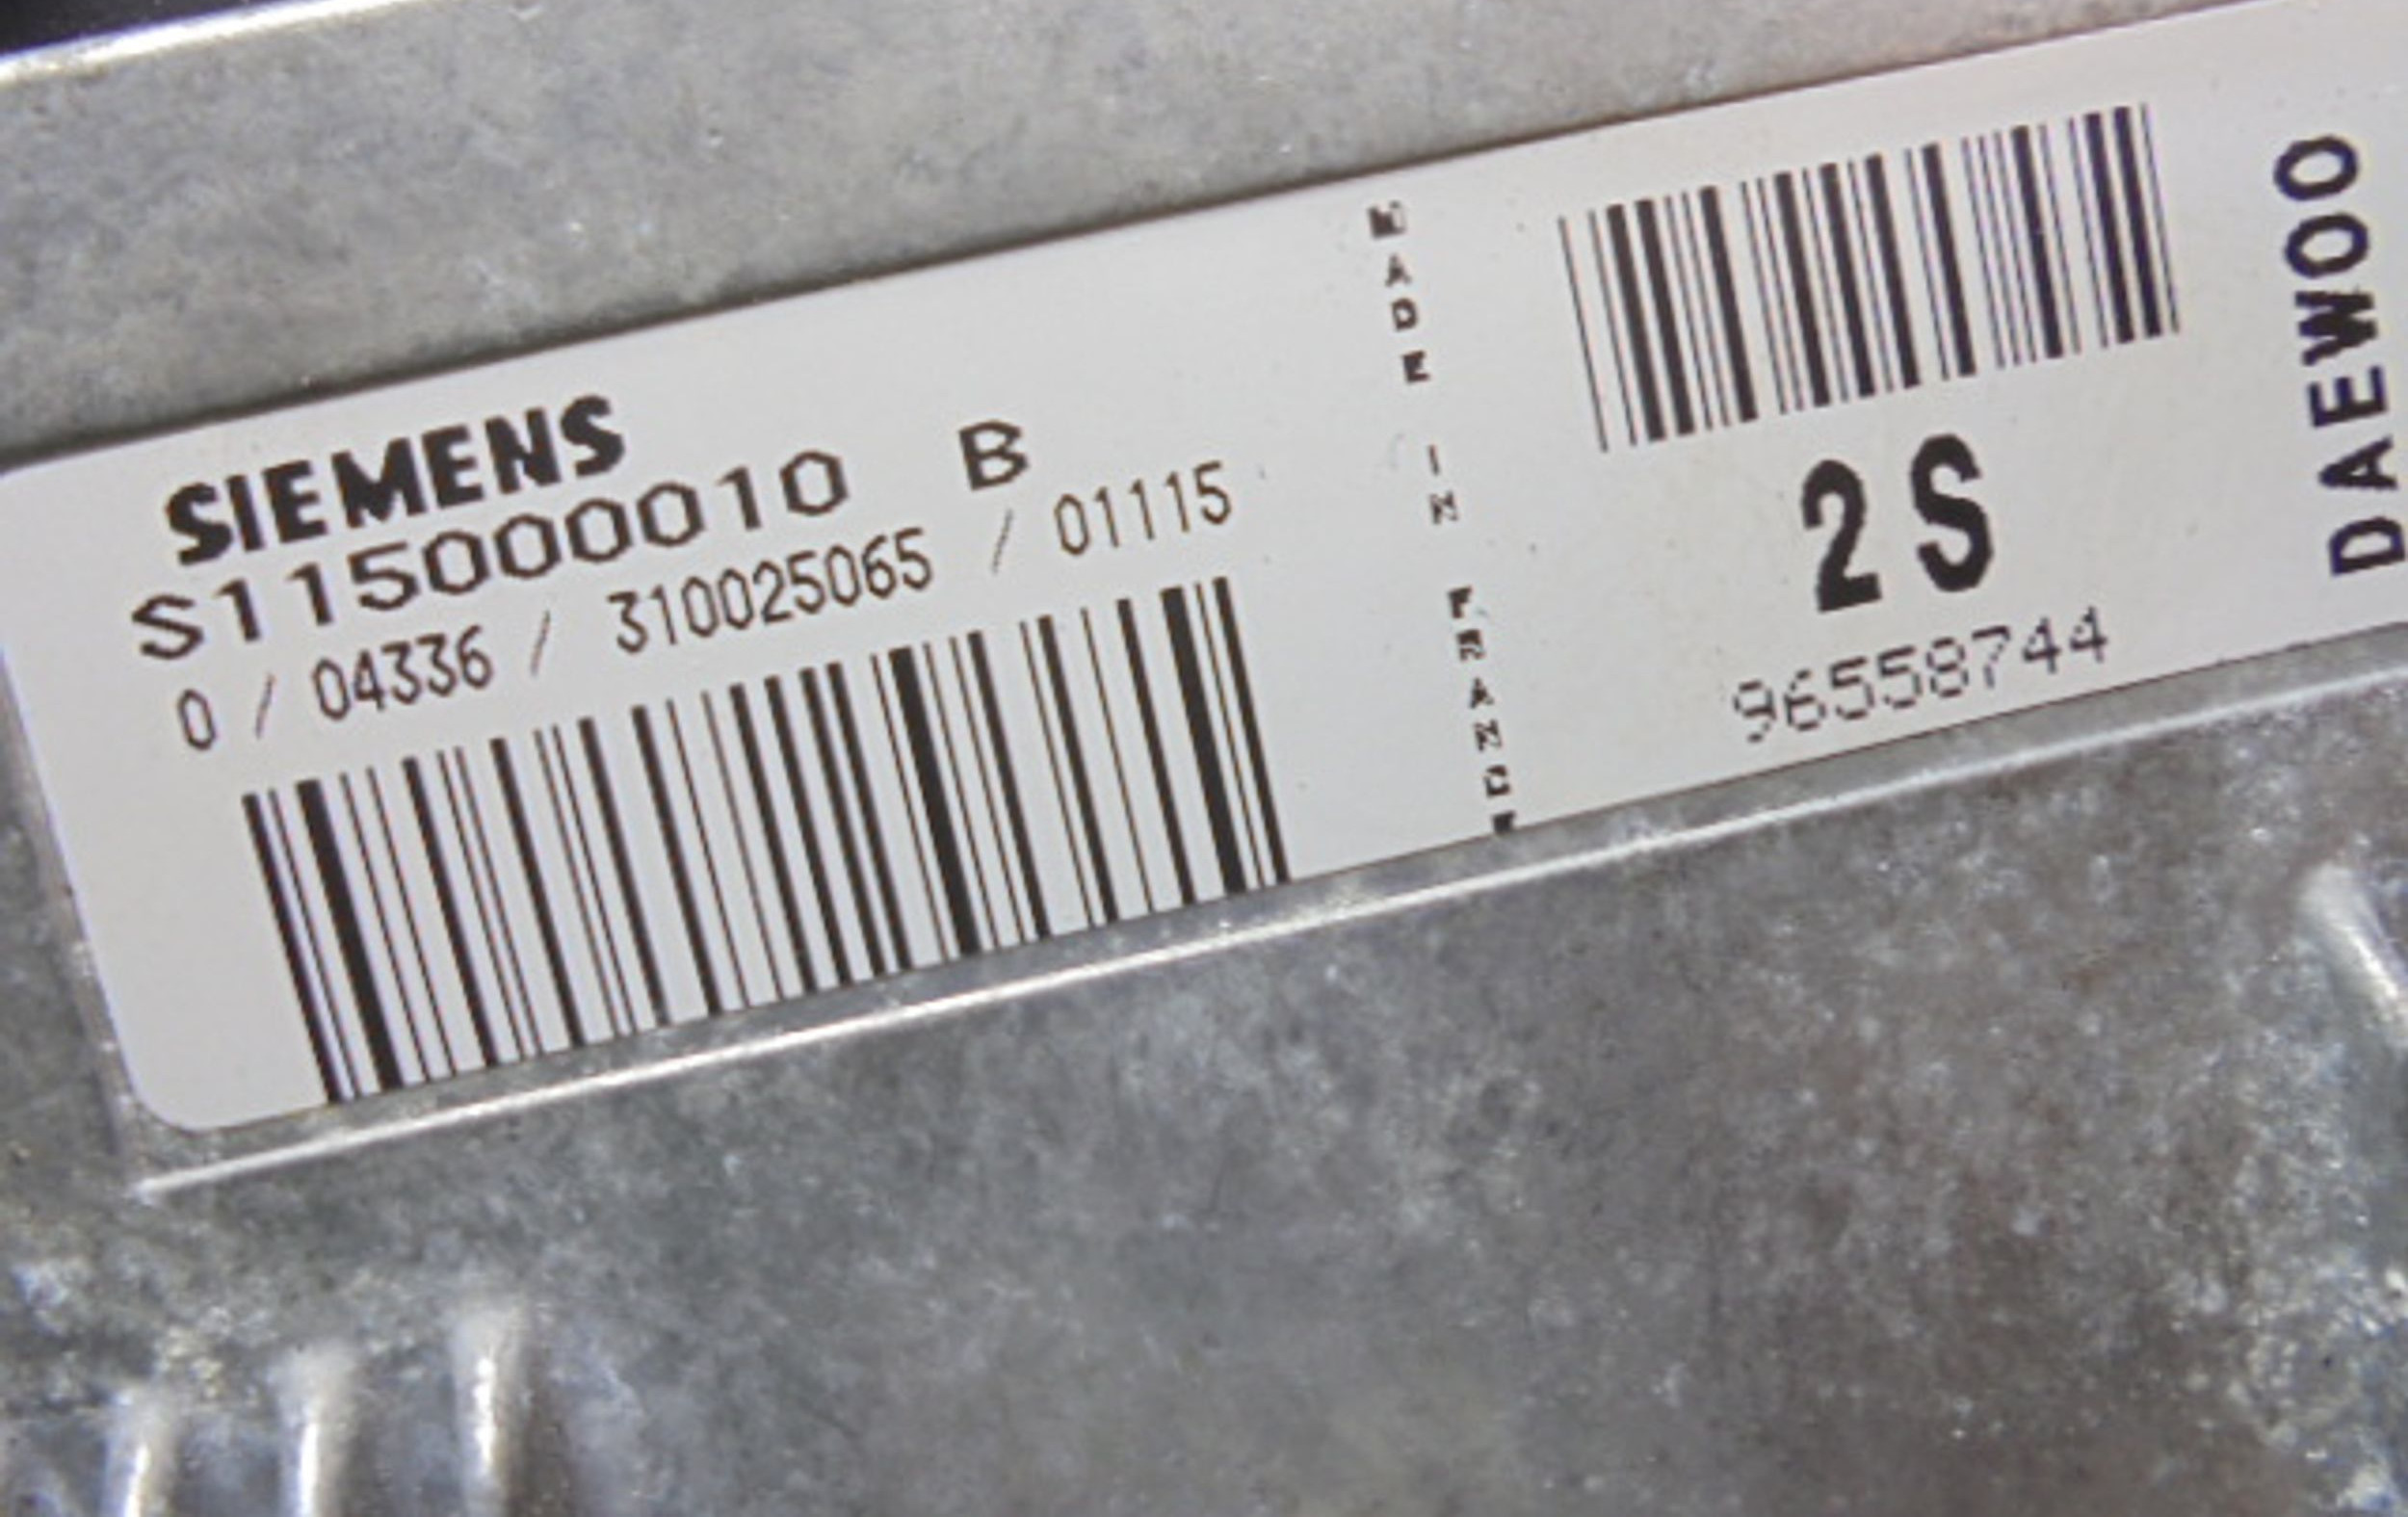 SIEMENS
S115000010 B
0 / 04336 / 310025065 / 01115
MADE IN FRANCE
2S
96558744
DAEWOO